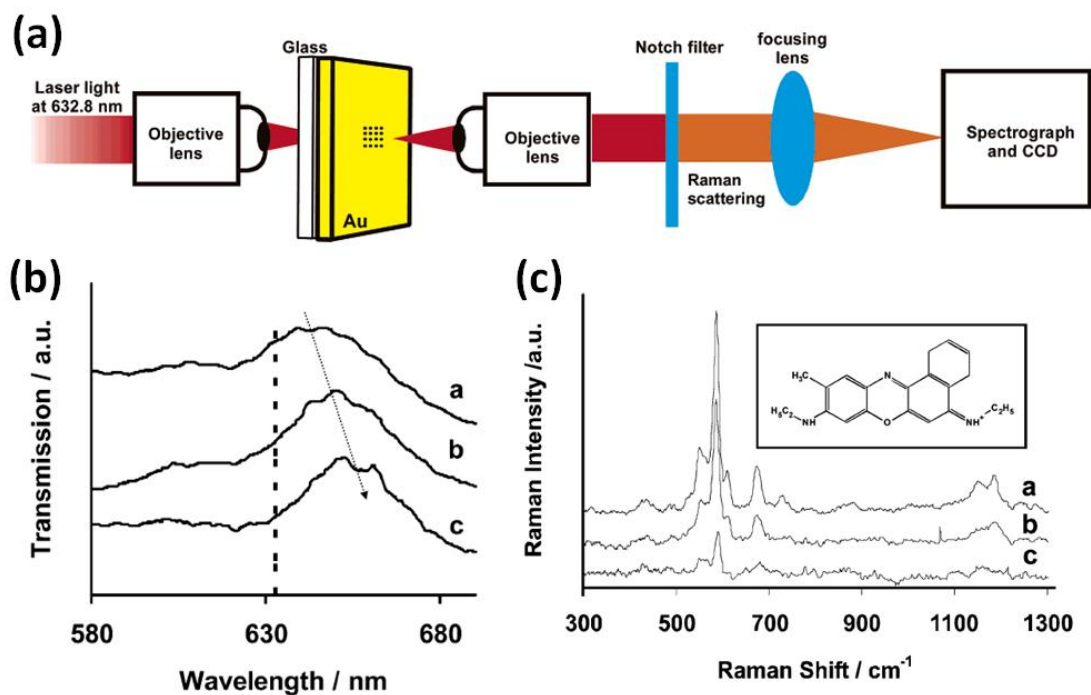 (a)
Glass
Laser light
at 632.8 nm
Objective
lens
Au
Objective
lens
Notch filter
Raman
scattering
focusing
lens
Spectrograph
and CCD
(b)
Transmission / a.u.
a
b
c
580
630
680
Wavelength / nm
(c)
Raman Intensity /a.u.
H₃C
N
H₅C₂
NH
O
NH⁺
C₂H₅
a
b
c
300
500
700
900
1100
1300
Raman Shift / cm⁻¹